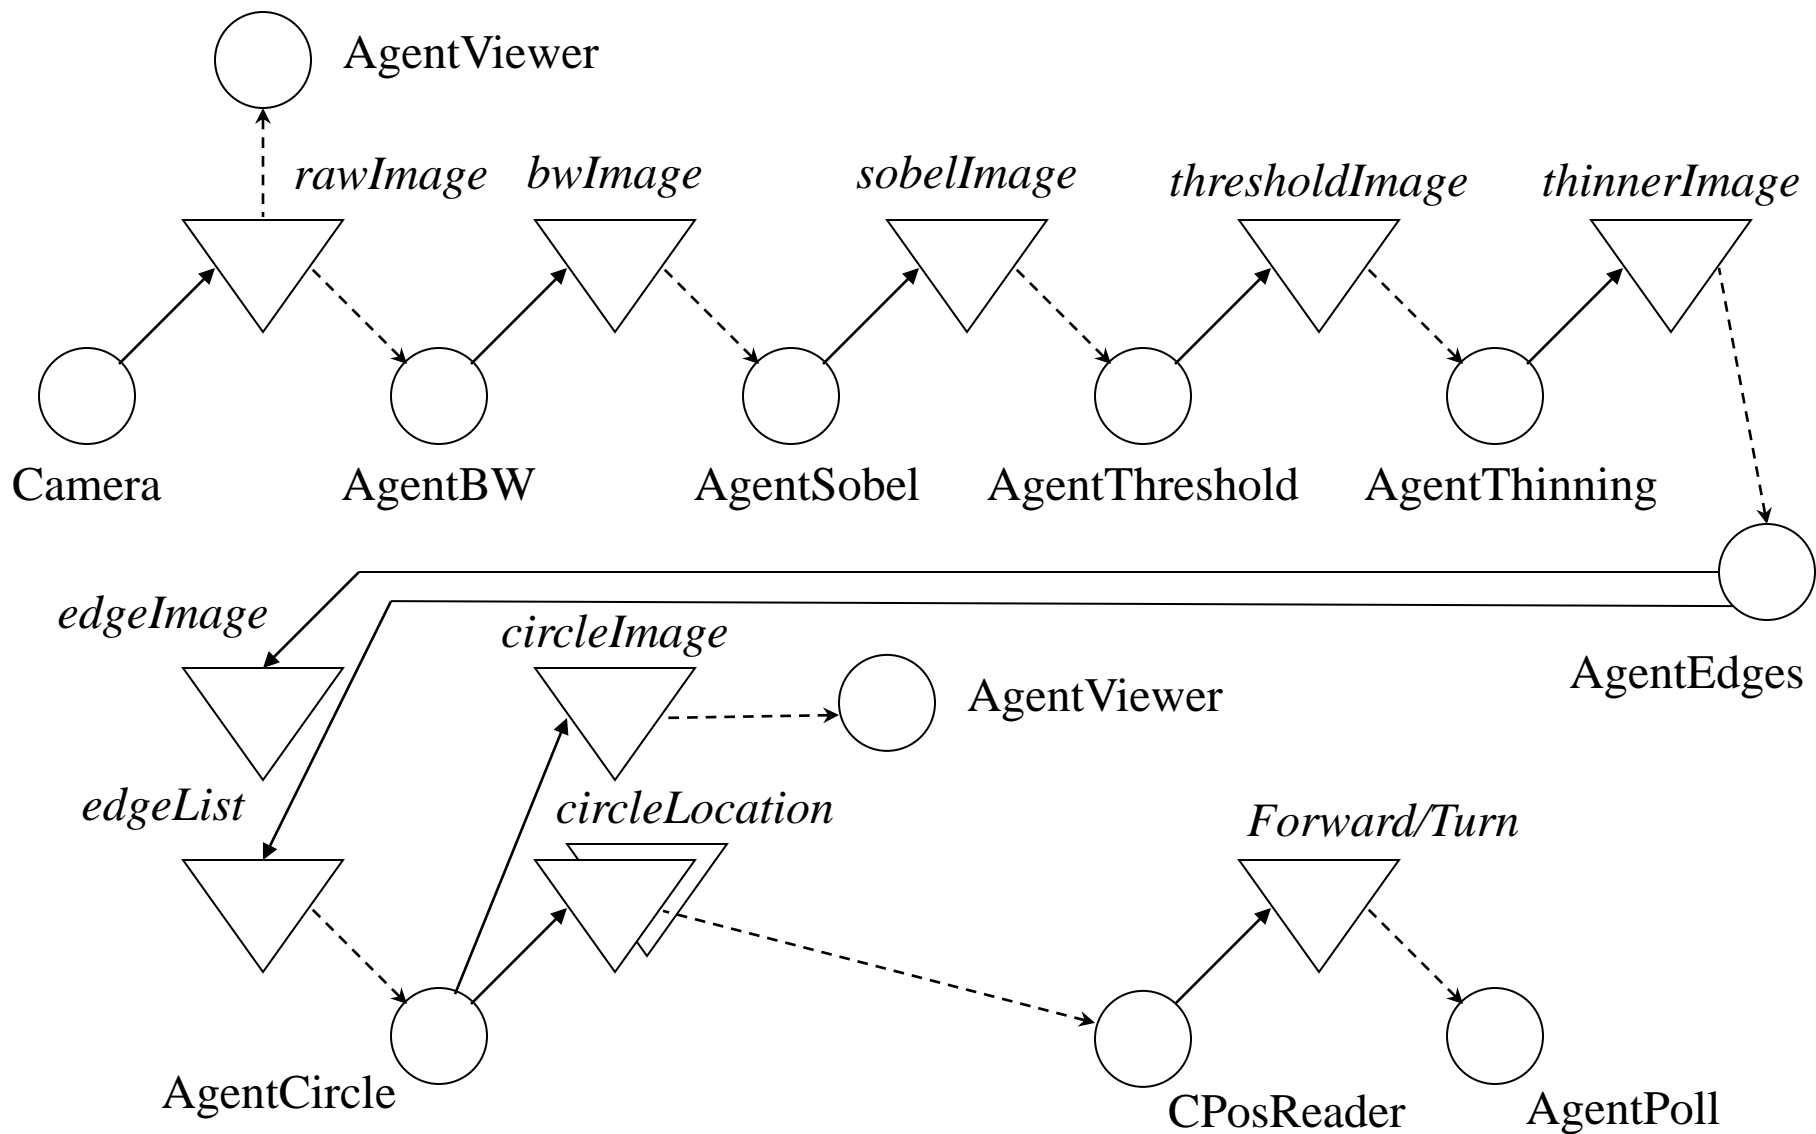 AgentViewer
rawImage
bwImage
sobelImage
thresholdImage
thinnerImage
Camera
AgentBW
AgentSobel
AgentThreshold
AgentThinning
edgeImage
circleImage
AgentViewer
AgentEdges
edgeList
circleLocation
Forward/Turn
AgentCircle
CPosReader
AgentPoll